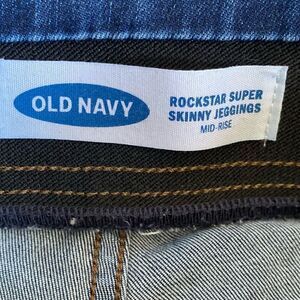 OLD NAVY
ROCKSTAR SUPER
SKINNY JEGGINGS
MID-RISE